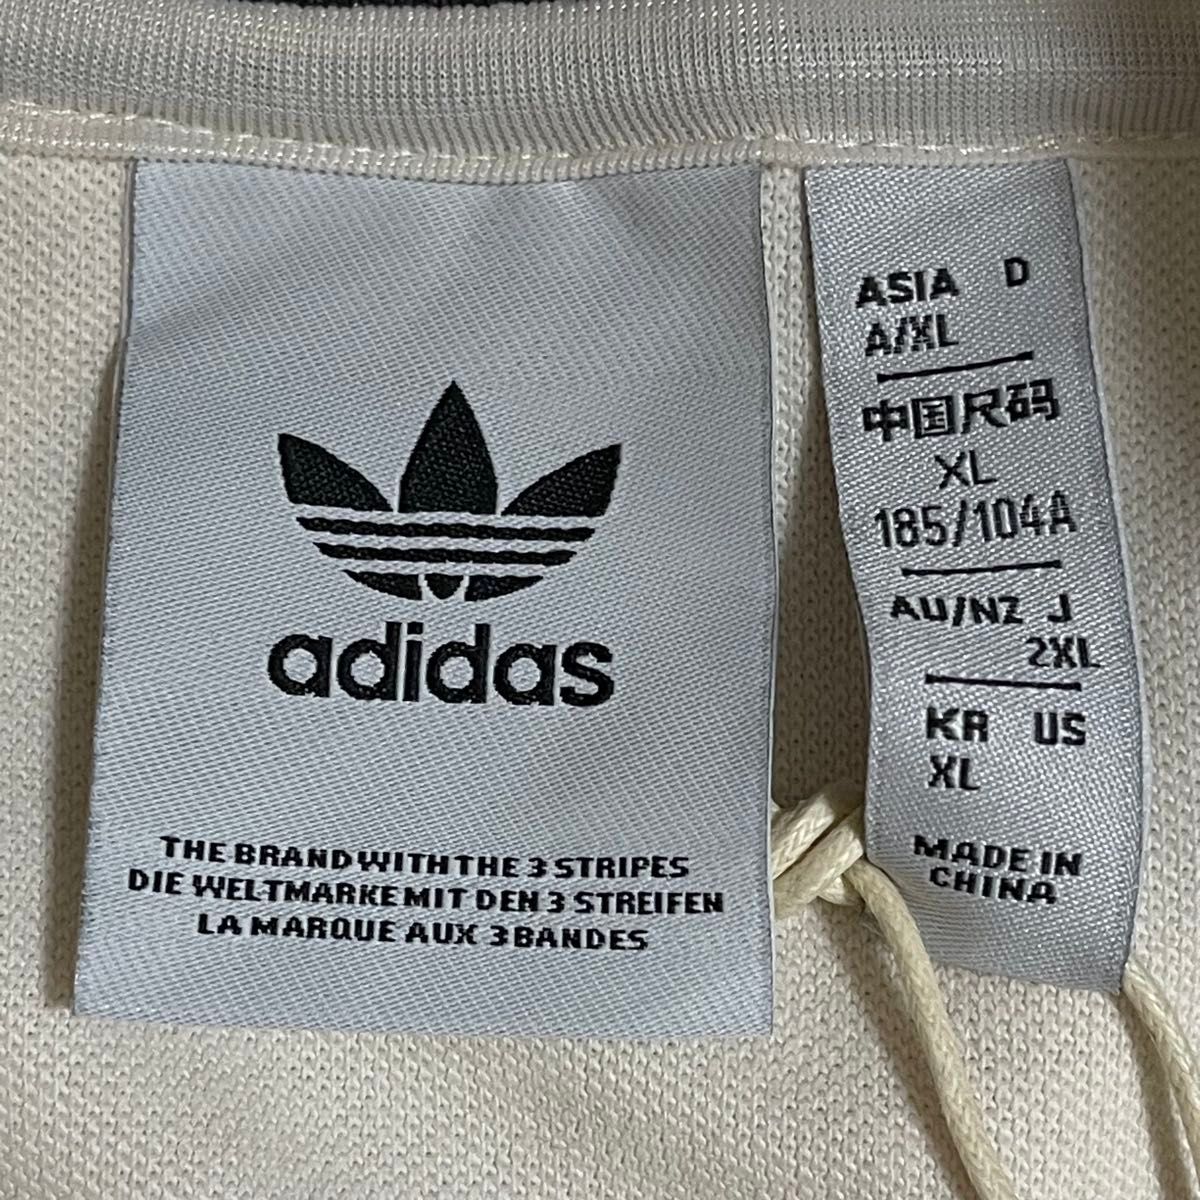 adidas
THE BRAND WITH THE 3 STRIPES
DIE WELTMARKE MIT DEN 3 STREIFEN
LA MARQUE AUX 3 BANDES
ASIA D
A/XL
中国尺码
XL
185/104A
AU/NZ J
2XL
KR US
XL
MADE IN
CHINA